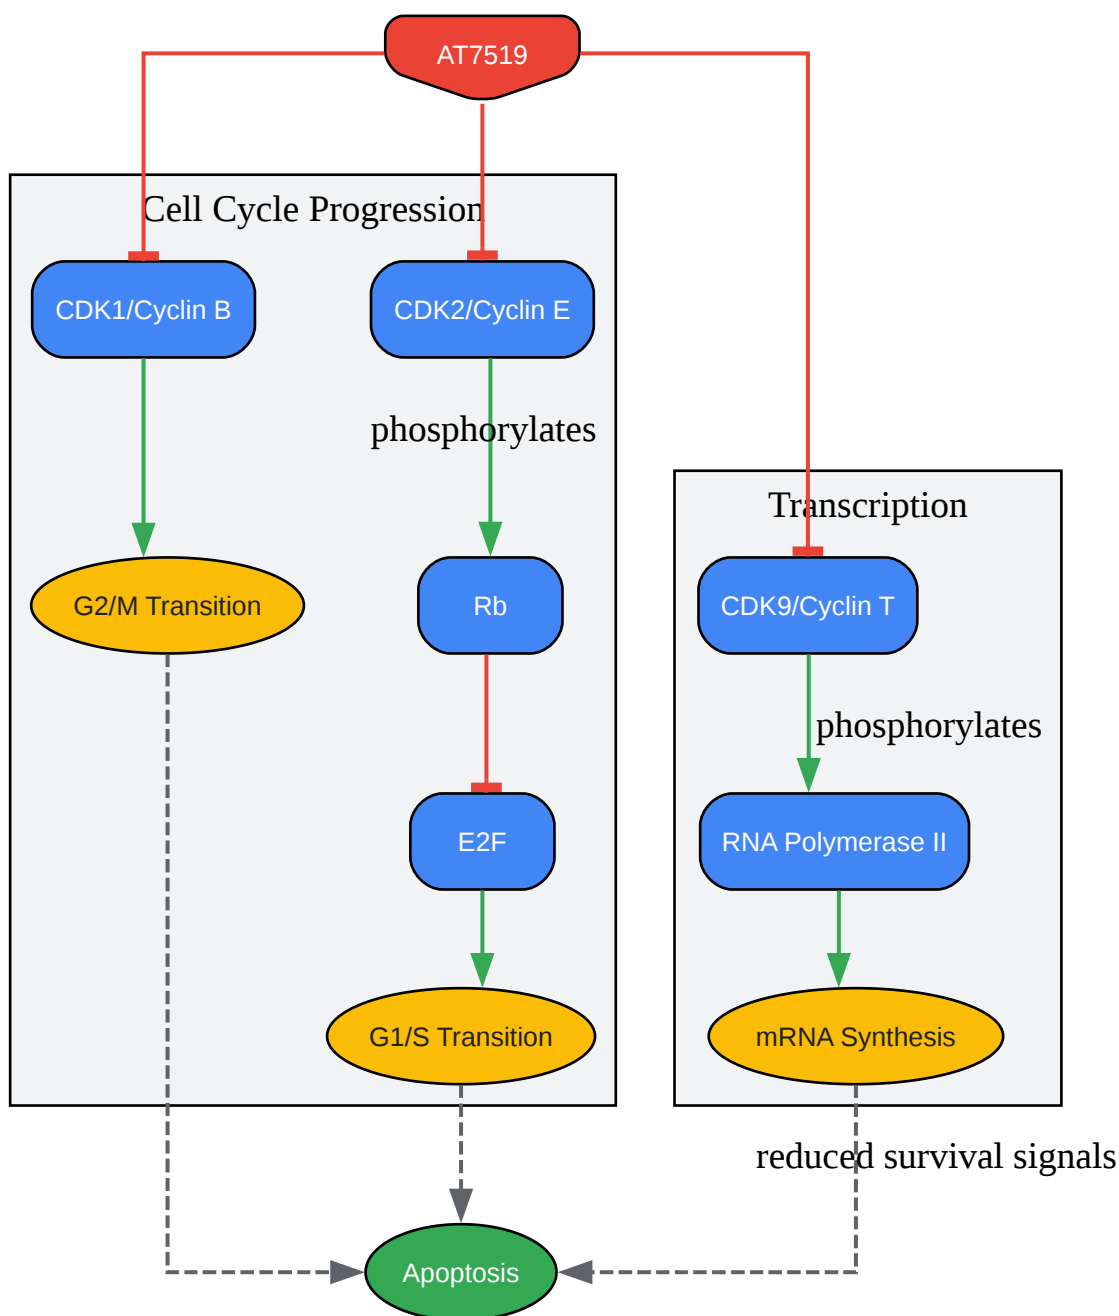 AT7519
Cell Cycle Progression
CDK1/Cyclin B
CDK2/Cyclin E
phosphorylates
Transcription
G2/M Transition
Rb
CDK9/Cyclin T
phosphorylates
E2F
RNA Polymerase II
G1/S Transition
mRNA Synthesis
reduced survival signals
Apoptosis